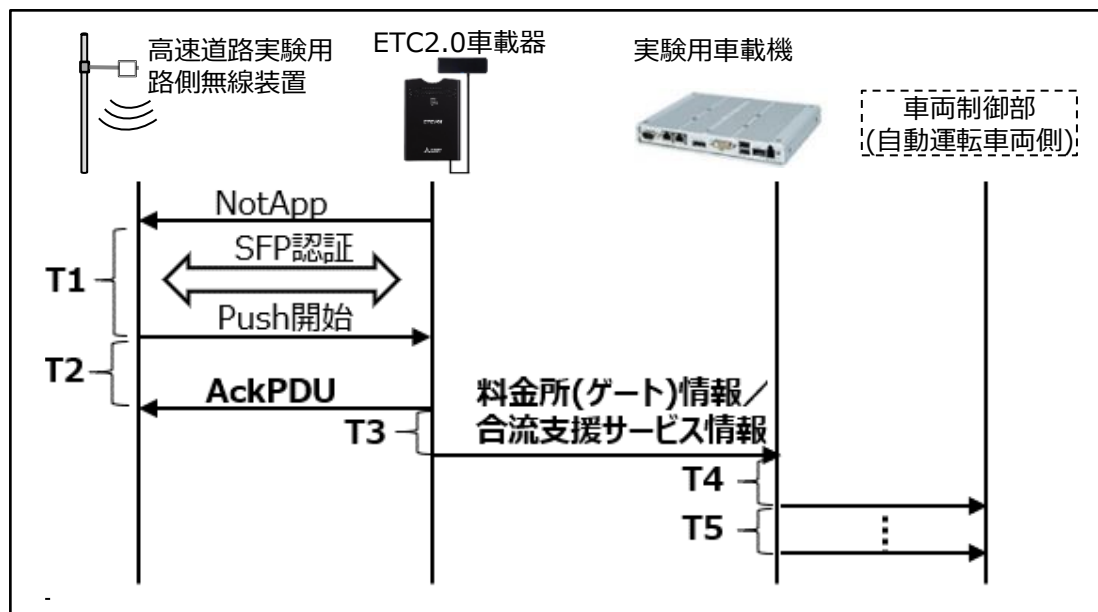 高速道路実験用
路側無線装置
ETC2.0車載器
実験用車載機
車両制御部
(自動運転車両側)
NotApp
SFP認証
T1
Push開始
T2
AckPDU
料金所(ゲート)情報／
合流支援サービス情報
T3
T4
T5
-